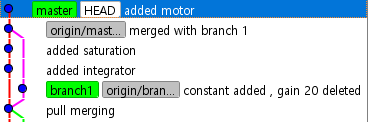 master HEAD added motor
origin/mast... merged with branch 1
added saturation
added integrator
branch1 origin/bran... constant added , gain 20 deleted
pull merging